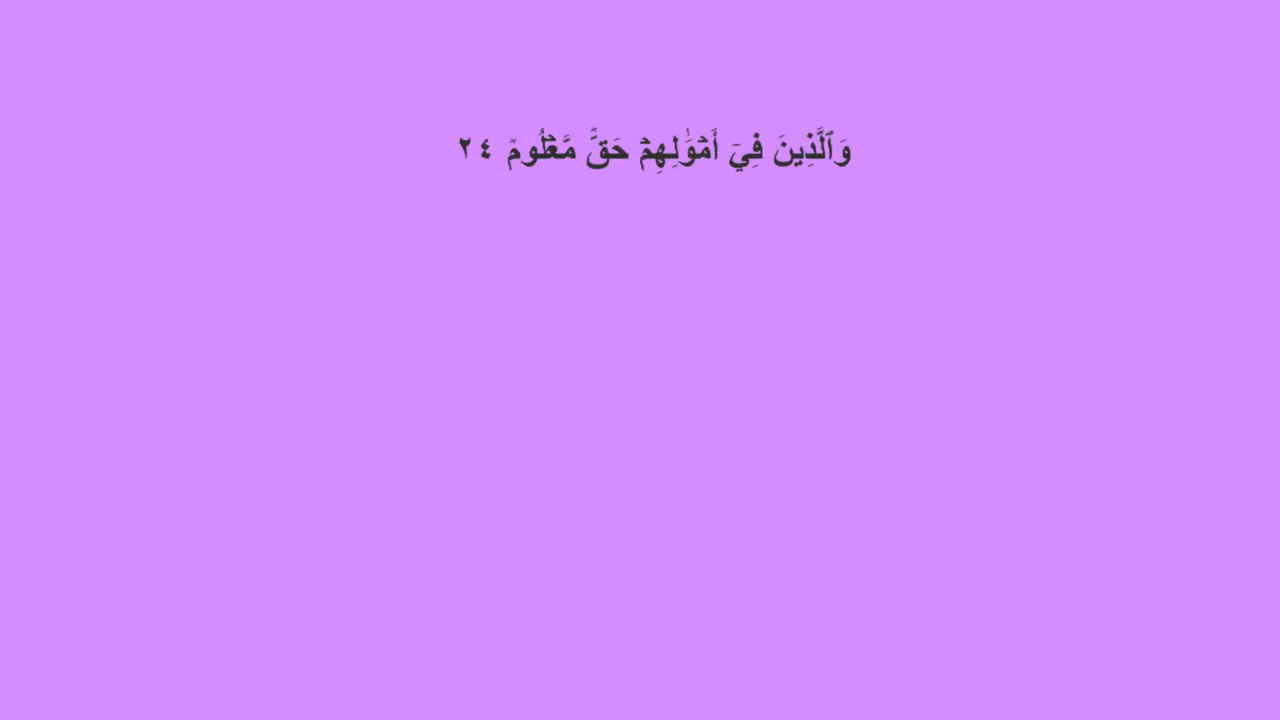 وَٱلَّذِينَ فِيٓ أَمۡوَٰلِهِمۡ حَقّٞ مَّعۡلُومٞ ٢٤